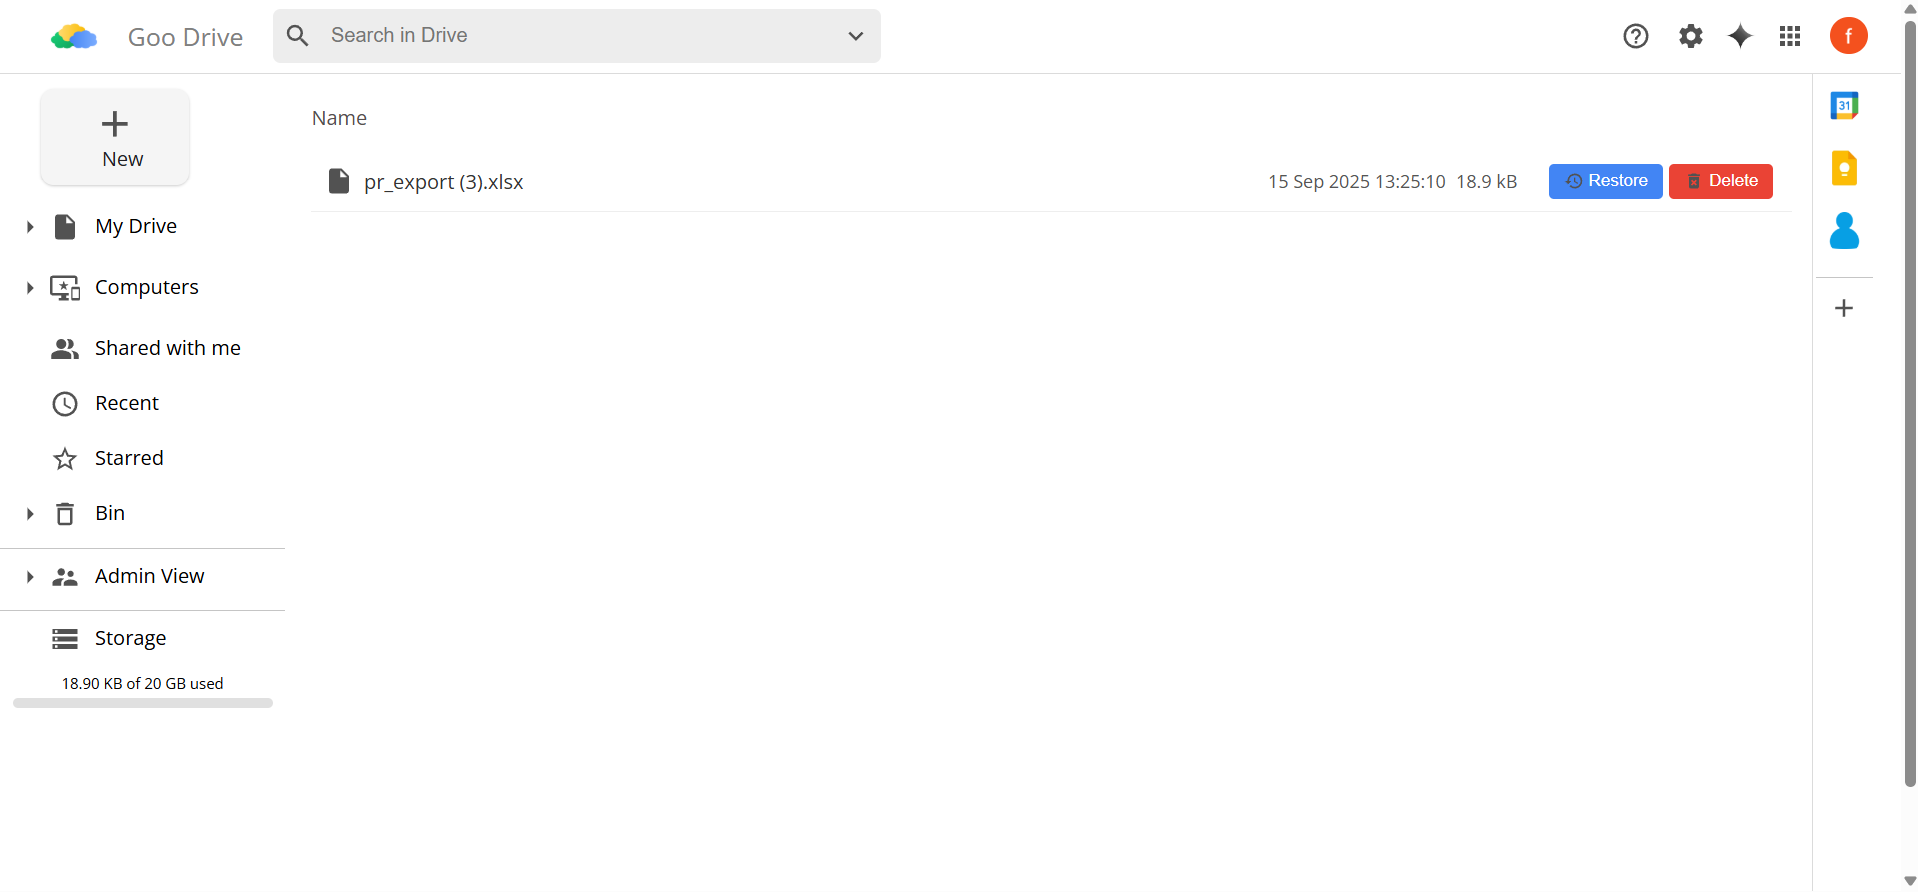 Goo Drive
Search in Drive
f
New
My Drive
Computers
Shared with me
Recent
Starred
Bin
Admin View
Storage
18.90 KB of 20 GB used
Name
pr_export (3).xlsx 15 Sep 2025 13:25:10 18.9 kB Restore Delete
31